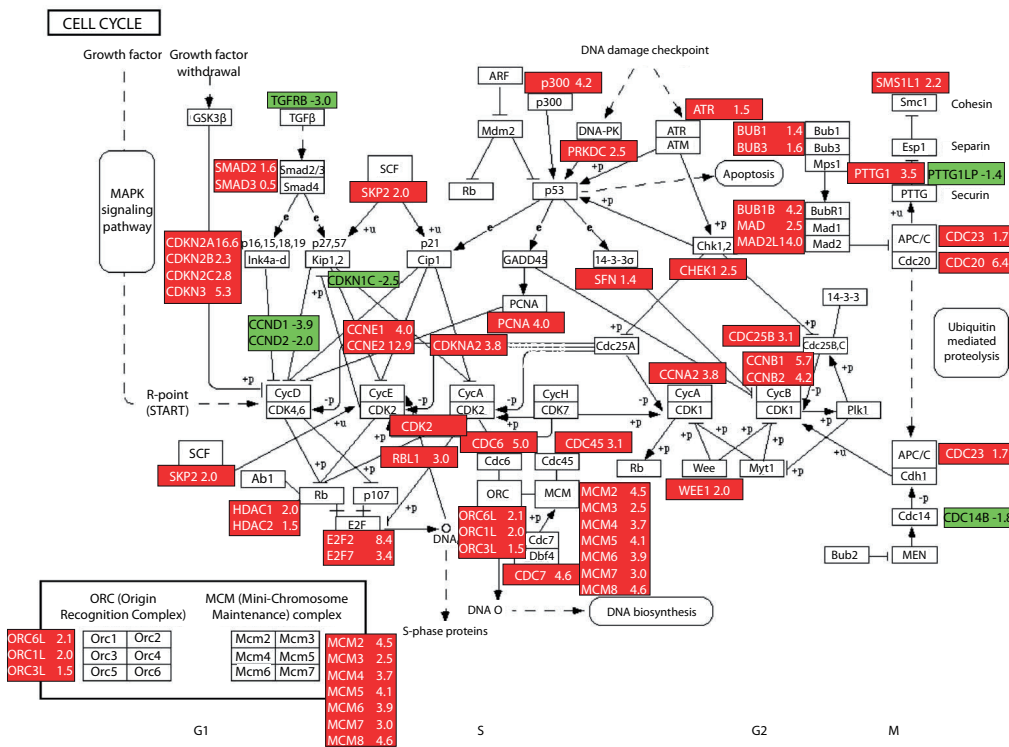 CELL CYCLE
Growth factor
Growth factor
withdrawal
DNA damage checkpoint
ARF
p300 4.2
p300
SMS1L1 2.2
Smc1
Cohesin
TGFRB -3.0
TGFβ
GSK3β
Mdm2
DNA-PK
PRKDC 2.5
ATR 1.5
ATR
ATM
BUB1 1.4
BUB3 1.6
Bub1
Bub3
Mps1
Esp1
Separin
PTTG1 3.5
PTTG1LP -1.4
PTTG
Securin
MAPK
signaling
pathway
SMAD2 1.6
SMAD3 0.5
Smad2/3
Smad4
SCF
SKP2 2.0
Rb
p53
Apoptosis
+p
+p
e
e
+u
+u
e
e
e
+p
+p
+u
CDKN2A16.6
CDKN2B2.3
CDKN2C2.8
CDKN3 5.3
p16,15,18,19
Ink4a-d
p27,57
Kip1,2
p21
Cip1
GADD45
14-3-3σ
SFN 1.4
Chk1,2
CHEK1 2.5
BUB1B 4.2
MAD 2.5
MAD2L14.0
BubR1
Mad1
Mad2
APC/C
Cdc20
CDC23 1.7
CDC20 6.4
CDKN1C -2.5
+p
PCNA
PCNA 4.0
14-3-3
CCND1 -3.9
CCND2 -2.0
CCNE1 4.0
CCNE2 12.9
CDKNA2 3.8
Cdc25A
+p
CDC25B 3.1
+p
Cdc25B,C
Ubiquitin
mediated
proteolysis
CCNA2 3.8
CCNB1 5.7
CCNB2 4.2
R-point
(START)
+p
CycD
CDK4,6
-p
CycE
CDK2
-p
CycA
CDK2
-p
CycH
CDK7
-p
CycA
CDK1
CycB
CDK1
-p
+p
+p
Plk1
CDK2
+u
+p
+p
SCF
SKP2 2.0
Ab1
RBL1 3.0
CDC6 5.0
CDC45 3.1
Cdc6
Cdc45
+p
Rb
+p
Wee
WEE1 2.0
+p
Myt1
+p
+u
APC/C
Cdh1
CDC23 1.7
+p
+p
+p
Rb
p107
ORC
MCM
HDAC1 2.0
HDAC2 1.5
E2F
E2F2 8.4
E2F7 3.4
+p
DNA
ORC6L 2.1
ORC1L 2.0
ORC3L 1.5
+p
Cdc7
Dbf4
CDC7 4.6
MCM2 4.5
MCM3 2.5
MCM4 3.7
MCM5 4.1
MCM6 3.9
MCM7 3.0
MCM8 4.6
-p
Cdc14
CDC14B -1.8
Bub2
MEN
DNA O
DNA biosynthesis
S-phase proteins
ORC (Origin
Recognition Complex)
MCM (Mini-Chromosome
Maintenance) complex
ORC6L 2.1
ORC1L 2.0
ORC3L 1.5
Orc1 Orc2
Orc3 Orc4
Orc5 Orc6
Mcm2 Mcm3
Mcm4 Mcm5
Mcm6 Mcm7
MCM2 4.5
MCM3 2.5
MCM4 3.7
MCM5 4.1
MCM6 3.9
MCM7 3.0
MCM8 4.6
G1 S G2 M